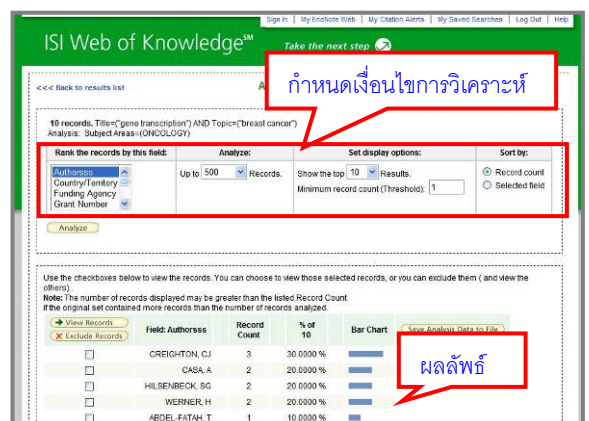 Sign In | My EndNote Web | My Citation Alerts | My Saved Searches | Log Out | Help
ISI Web of Knowledge℠ Take the next step
<<< Back to results list A
กำหนดเงื่อนไขการวิเคราะห์
10 records. Title=("gene transcription") AND Topic=("breast cancer")
Analysis: Subject Areas=(ONCOLOGY)
Rank the records by this field: Analyze: Set display options: Sort by:
Authorsss Up to 500 Records. Show the top 10 Results. Record count
Country/Territory Minimum record count (Threshold): 1 Selected field
Funding Agency
Grant Number
Analyze
Use the checkboxes below to view the records. You can choose to view those selected records, or you can exclude them ( and view the
others).
Note: The number of records displayed may be greater than the listed Record Count
if the original set contained more records than the number of records analyzed.
View Records Field: Authorsss Record Count % of 10 Bar Chart Save Analysis Data to File
Exclude Records
CREIGHTON, CJ 3 30.0000 %
CASA, A 2 20.0000 %
ผลลัพธ์
HILSENBECK, SG 2 20.0000 %
WERNER, H 2 20.0000 %
ABDEL-FATAH, T 1 10.0000 %